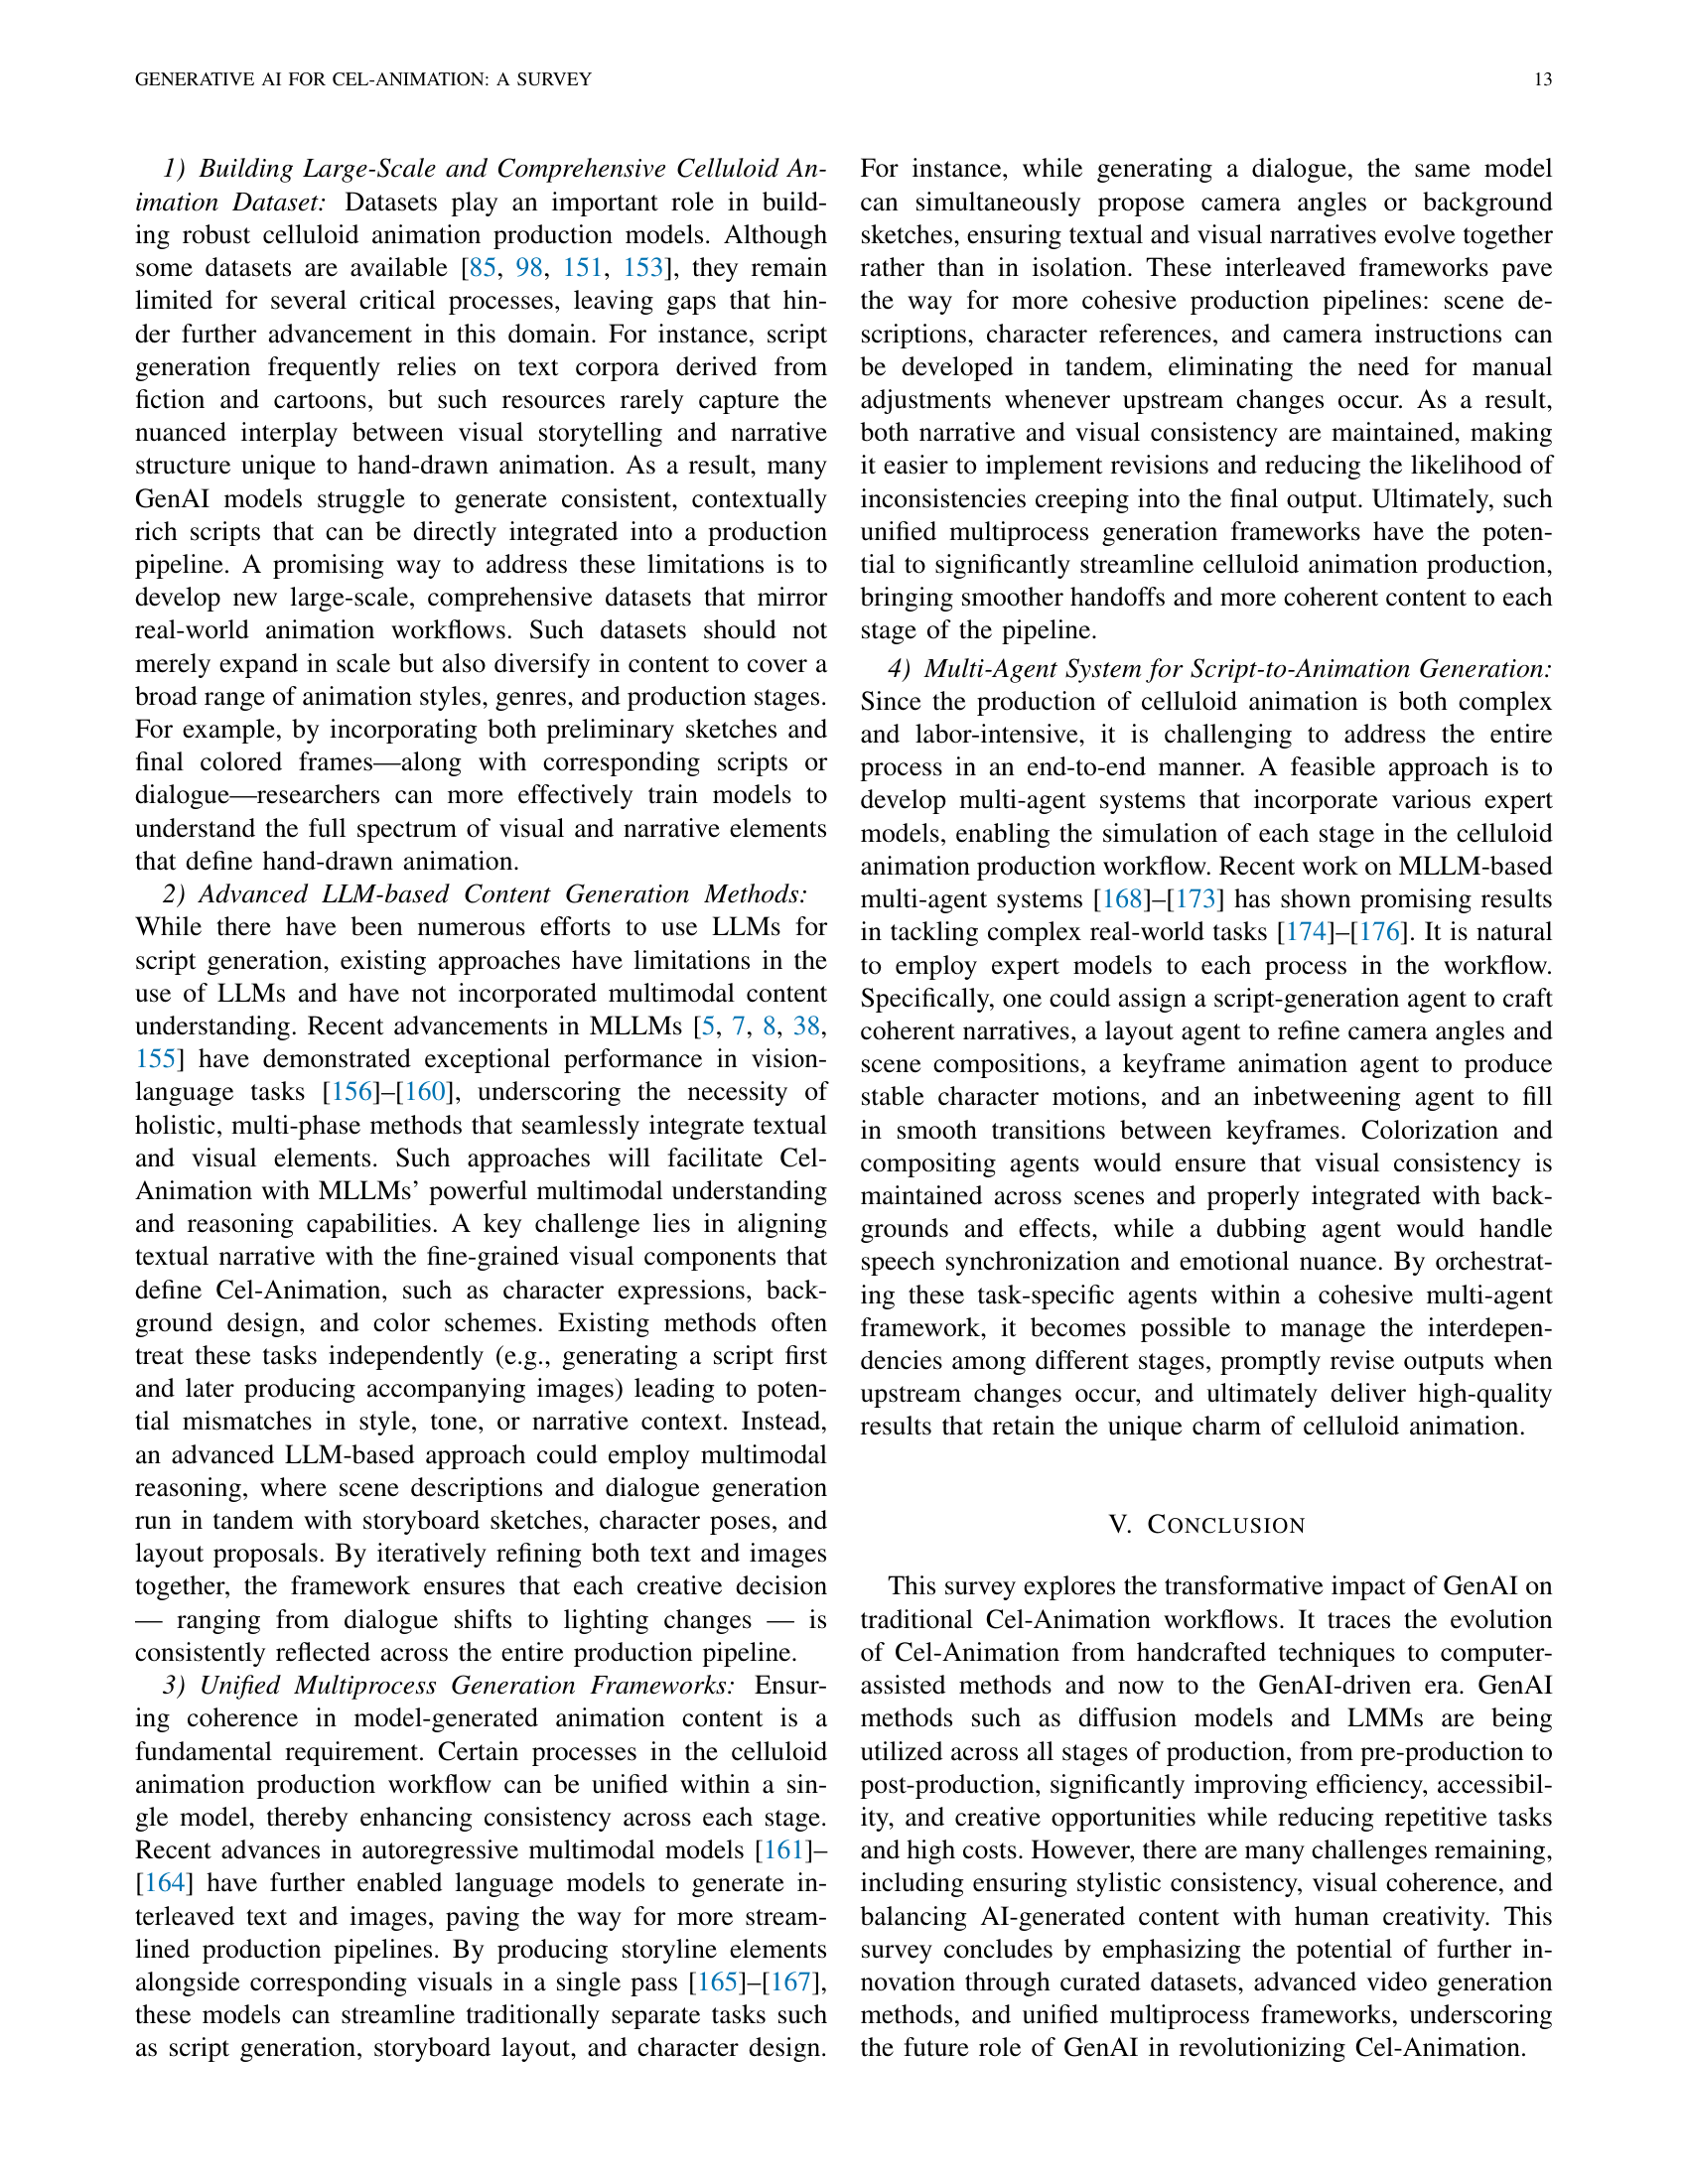 GENERATIVE AI FOR CEL-ANIMATION: A SURVEY
13
1) Building Large-Scale and Comprehensive Celluloid An-
imation Dataset: Datasets play an important role in build-
ing robust celluloid animation production models. Although
some datasets are available [85, 98, 151, 153], they remain
limited for several critical processes, leaving gaps that hin-
der further advancement in this domain. For instance, script
generation frequently relies on text corpora derived from
fiction and cartoons, but such resources rarely capture the
nuanced interplay between visual storytelling and narrative
structure unique to hand-drawn animation. As a result, many
GenAI models struggle to generate consistent, contextually
rich scripts that can be directly integrated into a production
pipeline. A promising way to address these limitations is to
develop new large-scale, comprehensive datasets that mirror
real-world animation workflows. Such datasets should not
merely expand in scale but also diversify in content to cover a
broad range of animation styles, genres, and production stages.
For example, by incorporating both preliminary sketches and
final colored frames—along with corresponding scripts or
dialogue—researchers can more effectively train models to
understand the full spectrum of visual and narrative elements
that define hand-drawn animation.
2) Advanced LLM-based Content Generation Methods:
While there have been numerous efforts to use LLMs for
script generation, existing approaches have limitations in the
use of LLMs and have not incorporated multimodal content
understanding. Recent advancements in MLLMs [5, 7, 8, 38,
155] have demonstrated exceptional performance in vision-
language tasks [156]–[160], underscoring the necessity of
holistic, multi-phase methods that seamlessly integrate textual
and visual elements. Such approaches will facilitate Cel-
Animation with MLLMs’ powerful multimodal understanding
and reasoning capabilities. A key challenge lies in aligning
textual narrative with the fine-grained visual components that
define Cel-Animation, such as character expressions, back-
ground design, and color schemes. Existing methods often
treat these tasks independently (e.g., generating a script first
and later producing accompanying images) leading to poten-
tial mismatches in style, tone, or narrative context. Instead,
an advanced LLM-based approach could employ multimodal
reasoning, where scene descriptions and dialogue generation
run in tandem with storyboard sketches, character poses, and
layout proposals. By iteratively refining both text and images
together, the framework ensures that each creative decision
— ranging from dialogue shifts to lighting changes — is
consistently reflected across the entire production pipeline.
3) Unified Multiprocess Generation Frameworks: Ensur-
ing coherence in model-generated animation content is a
fundamental requirement. Certain processes in the celluloid
animation production workflow can be unified within a sin-
gle model, thereby enhancing consistency across each stage.
Recent advances in autoregressive multimodal models [161]–
[164] have further enabled language models to generate in-
terleaved text and images, paving the way for more stream-
lined production pipelines. By producing storyline elements
alongside corresponding visuals in a single pass [165]–[167],
these models can streamline traditionally separate tasks such
as script generation, storyboard layout, and character design.
For instance, while generating a dialogue, the same model
can simultaneously propose camera angles or background
sketches, ensuring textual and visual narratives evolve together
rather than in isolation. These interleaved frameworks pave
the way for more cohesive production pipelines: scene de-
scriptions, character references, and camera instructions can
be developed in tandem, eliminating the need for manual
adjustments whenever upstream changes occur. As a result,
both narrative and visual consistency are maintained, making
it easier to implement revisions and reducing the likelihood of
inconsistencies creeping into the final output. Ultimately, such
unified multiprocess generation frameworks have the poten-
tial to significantly streamline celluloid animation production,
bringing smoother handoffs and more coherent content to each
stage of the pipeline.
4) Multi-Agent System for Script-to-Animation Generation:
Since the production of celluloid animation is both complex
and labor-intensive, it is challenging to address the entire
process in an end-to-end manner. A feasible approach is to
develop multi-agent systems that incorporate various expert
models, enabling the simulation of each stage in the celluloid
animation production workflow. Recent work on MLLM-based
multi-agent systems [168]–[173] has shown promising results
in tackling complex real-world tasks [174]–[176]. It is natural
to employ expert models to each process in the workflow.
Specifically, one could assign a script-generation agent to craft
coherent narratives, a layout agent to refine camera angles and
scene compositions, a keyframe animation agent to produce
stable character motions, and an inbetweening agent to fill
in smooth transitions between keyframes. Colorization and
compositing agents would ensure that visual consistency is
maintained across scenes and properly integrated with back-
grounds and effects, while a dubbing agent would handle
speech synchronization and emotional nuance. By orchestrat-
ing these task-specific agents within a cohesive multi-agent
framework, it becomes possible to manage the interdepen-
dencies among different stages, promptly revise outputs when
upstream changes occur, and ultimately deliver high-quality
results that retain the unique charm of celluloid animation.
V. CONCLUSION
This survey explores the transformative impact of GenAI on
traditional Cel-Animation workflows. It traces the evolution
of Cel-Animation from handcrafted techniques to computer-
assisted methods and now to the GenAI-driven era. GenAI
methods such as diffusion models and LMMs are being
utilized across all stages of production, from pre-production to
post-production, significantly improving efficiency, accessibil-
ity, and creative opportunities while reducing repetitive tasks
and high costs. However, there are many challenges remaining,
including ensuring stylistic consistency, visual coherence, and
balancing AI-generated content with human creativity. This
survey concludes by emphasizing the potential of further in-
novation through curated datasets, advanced video generation
methods, and unified multiprocess frameworks, underscoring
the future role of GenAI in revolutionizing Cel-Animation.